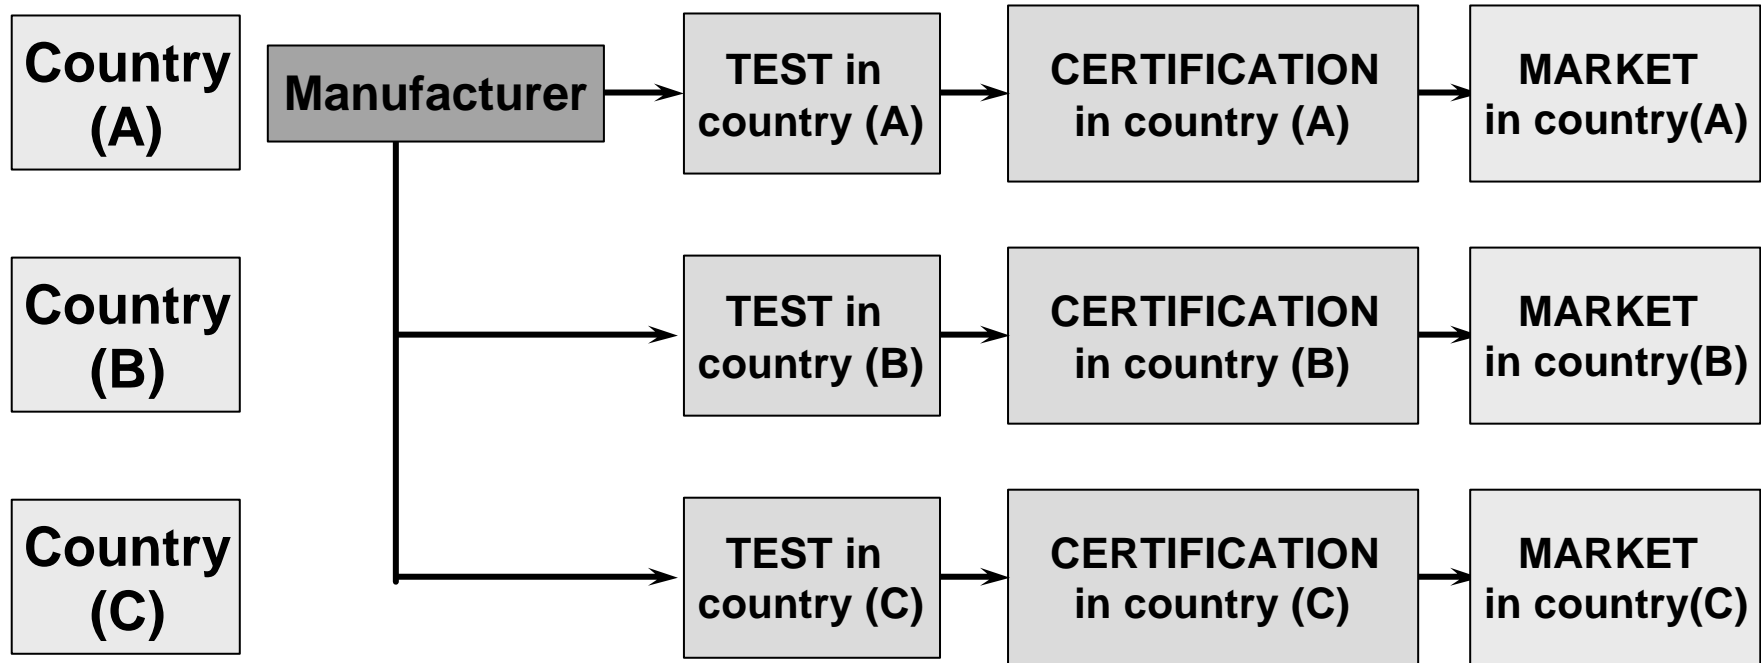 Country
(A)
Manufacturer
TEST in
country (A)
CERTIFICATION
in country (A)
MARKET
in country(A)
Country
(B)
TEST in
country (B)
CERTIFICATION
in country (B)
MARKET
in country(B)
Country
(C)
TEST in
country (C)
CERTIFICATION
in country (C)
MARKET
in country(C)